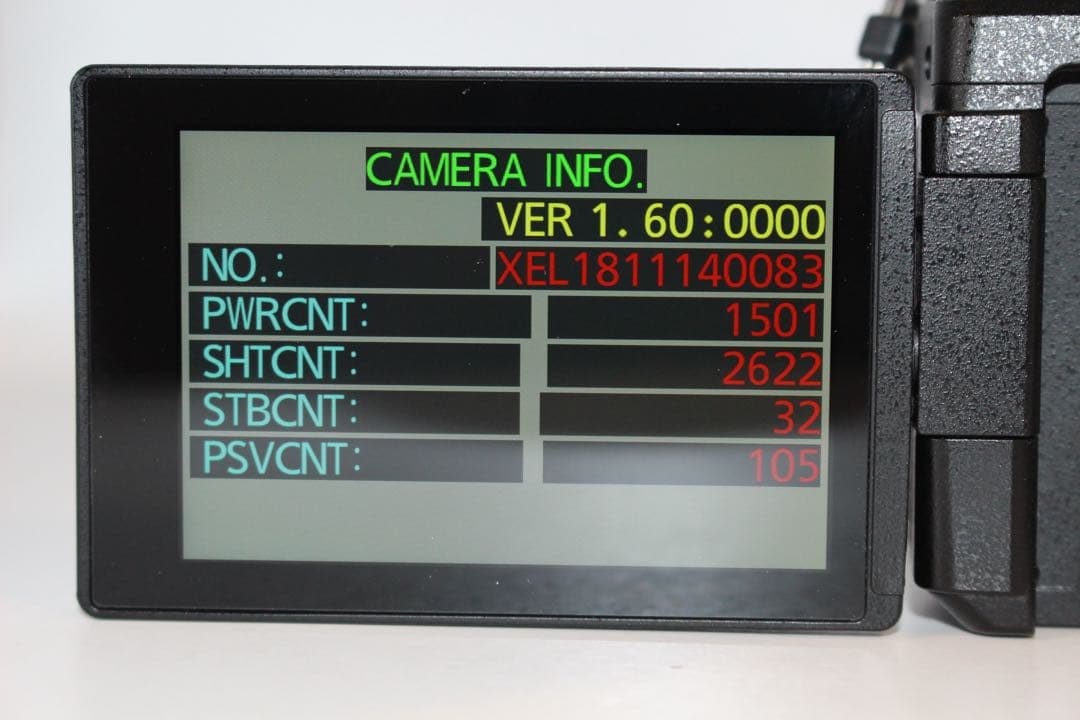 CAMERA INFO.
VER 1.60:0000
NO.: XEL1811140083
PWRCNT: 1501
SHTCNT: 2622
STBCNT: 32
PSVCNT: 105